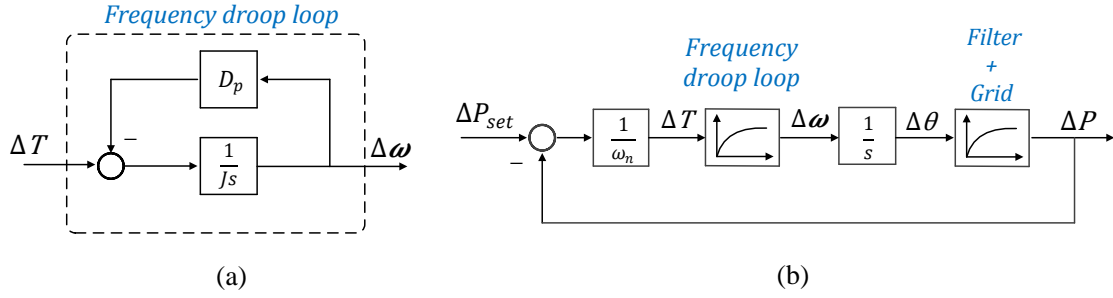 Frequency droop loop
D_p
−
ΔT
1/Js
Δω
(a)
Frequency
droop loop
Filter
+
Grid
ΔP_set
−
1/ω_n
ΔT
Δω
1/s
Δθ
ΔP
(b)